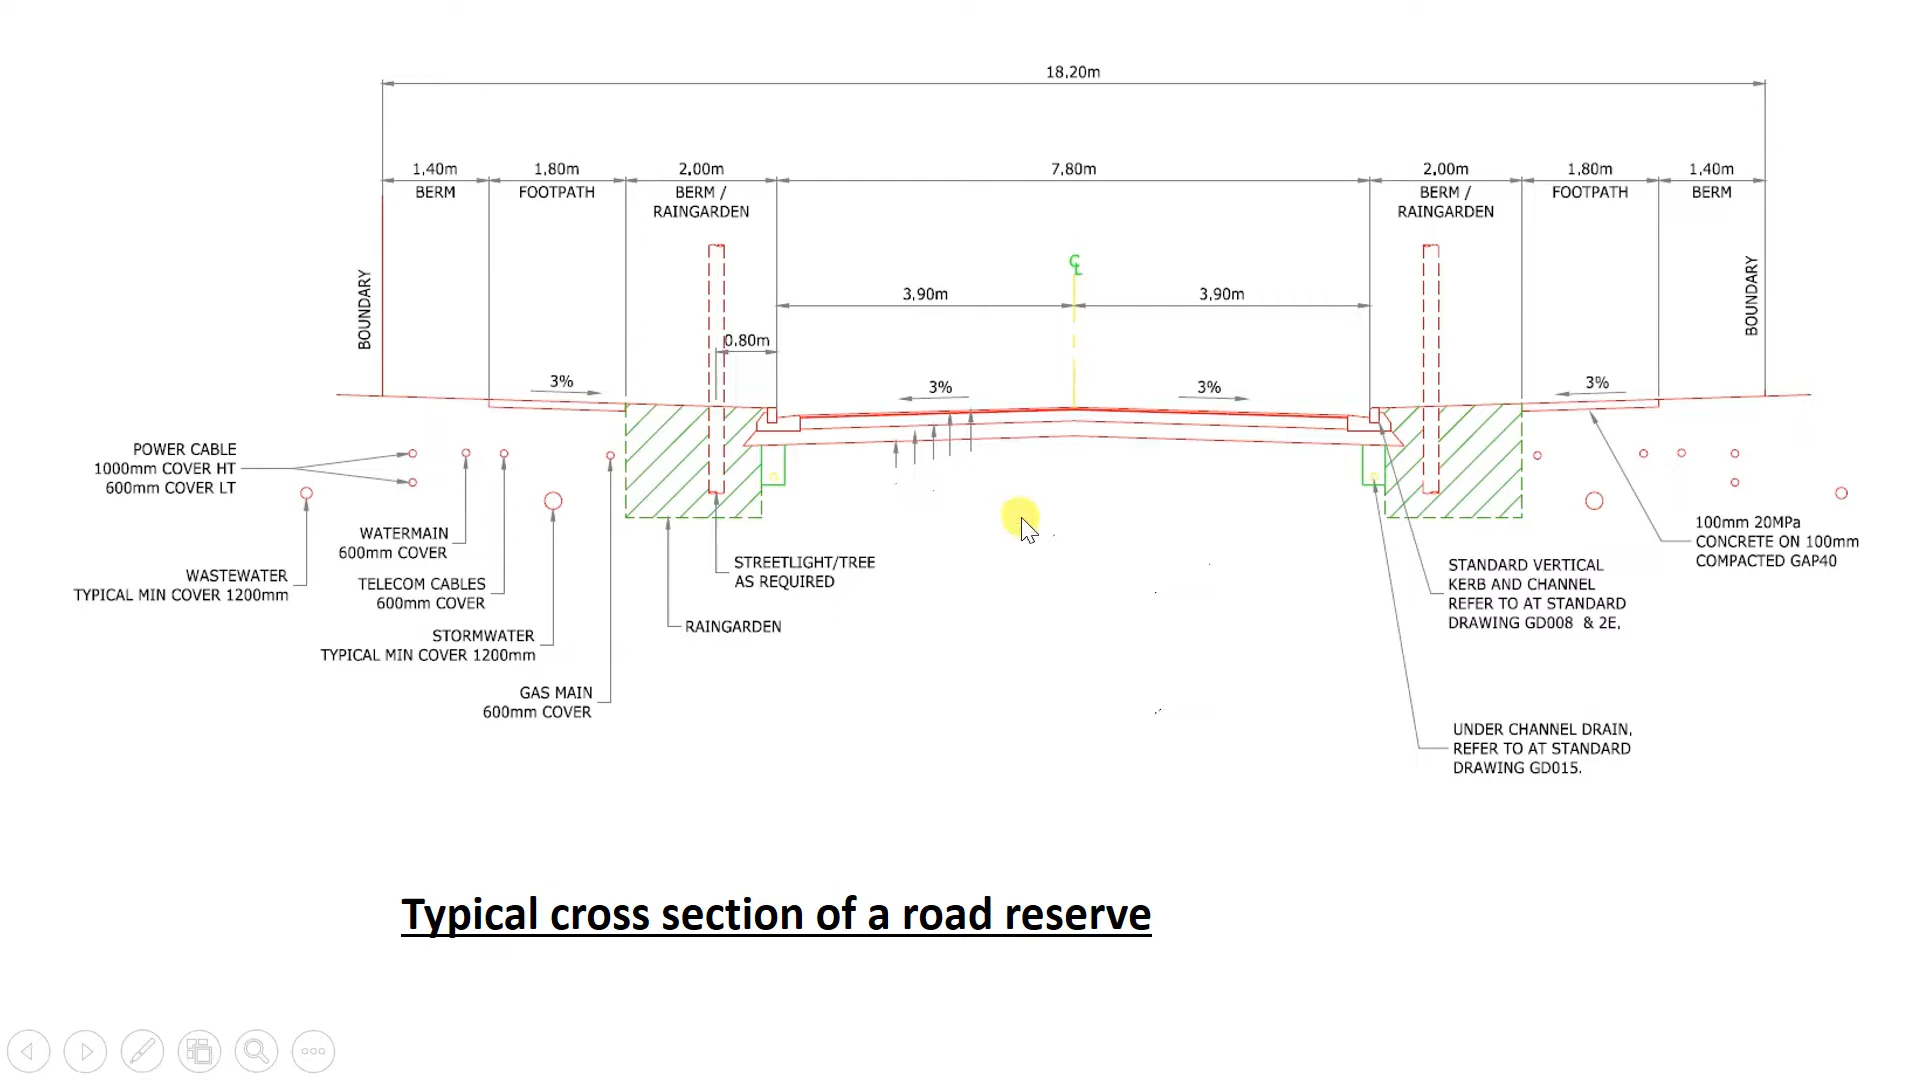 18,20m
1,40m
BERM
1,80m
FOOTPATH
2,00m
BERM /
RAINGARDEN
7,80m
2,00m
BERM /
RAINGARDEN
1,80m
FOOTPATH
1,40m
BERM
BOUNDARY
BOUNDARY
3,90m
3,90m
0,80m
3%
3%
3%
3%
POWER CABLE
1000mm COVER HT
600mm COVER LT
WATERMAIN
600mm COVER
WASTEWATER
TYPICAL MIN COVER 1200mm
TELECOM CABLES
600mm COVER
STORMWATER
TYPICAL MIN COVER 1200mm
GAS MAIN
600mm COVER
STREETLIGHT/TREE
AS REQUIRED
RAINGARDEN
100mm 20MPa
CONCRETE ON 100mm
COMPACTED GAP40
STANDARD VERTICAL
KERB AND CHANNEL
REFER TO AT STANDARD
DRAWING GD008 & 2E,
UNDER CHANNEL DRAIN,
REFER TO AT STANDARD
DRAWING GD015.
Typical cross section of a road reserve